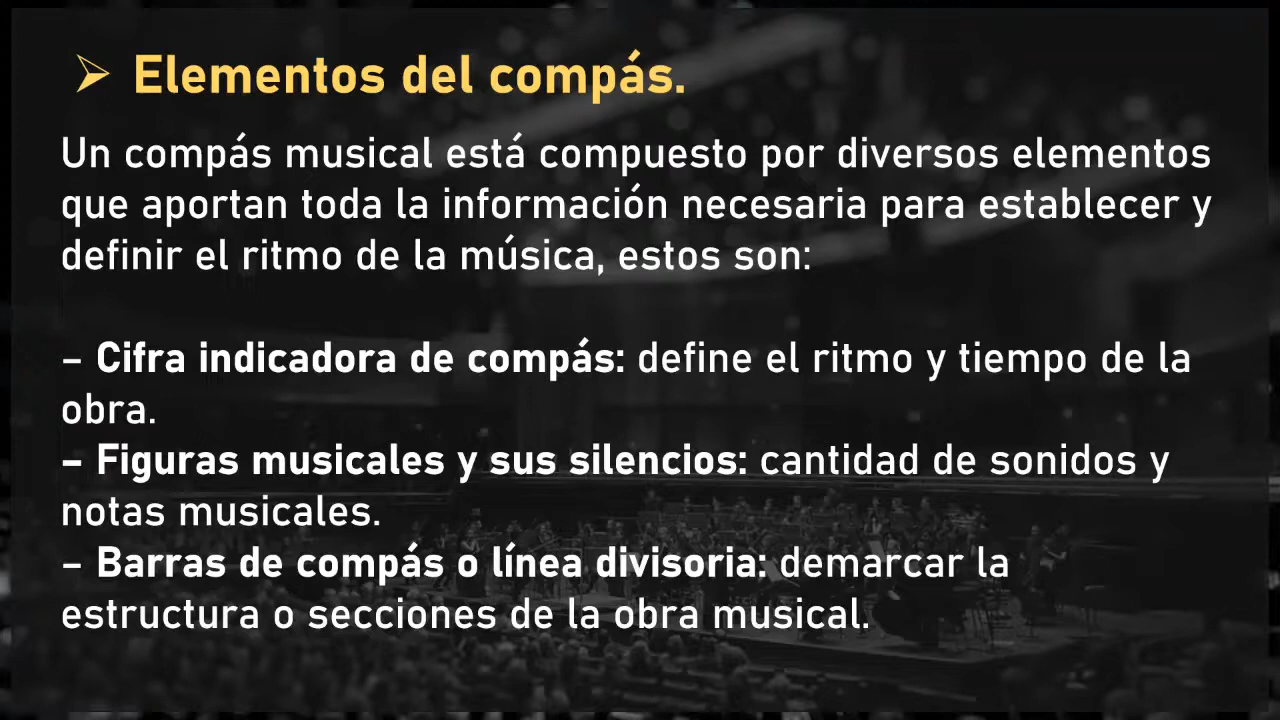 ➢ Elementos del compás.
Un compás musical está compuesto por diversos elementos
que aportan toda la información necesaria para establecer y
definir el ritmo de la música, estos son:
– Cifra indicadora de compás: define el ritmo y tiempo de la
obra.
– Figuras musicales y sus silencios: cantidad de sonidos y
notas musicales.
– Barras de compás o línea divisoria: demarcar la
estructura o secciones de la obra musical.